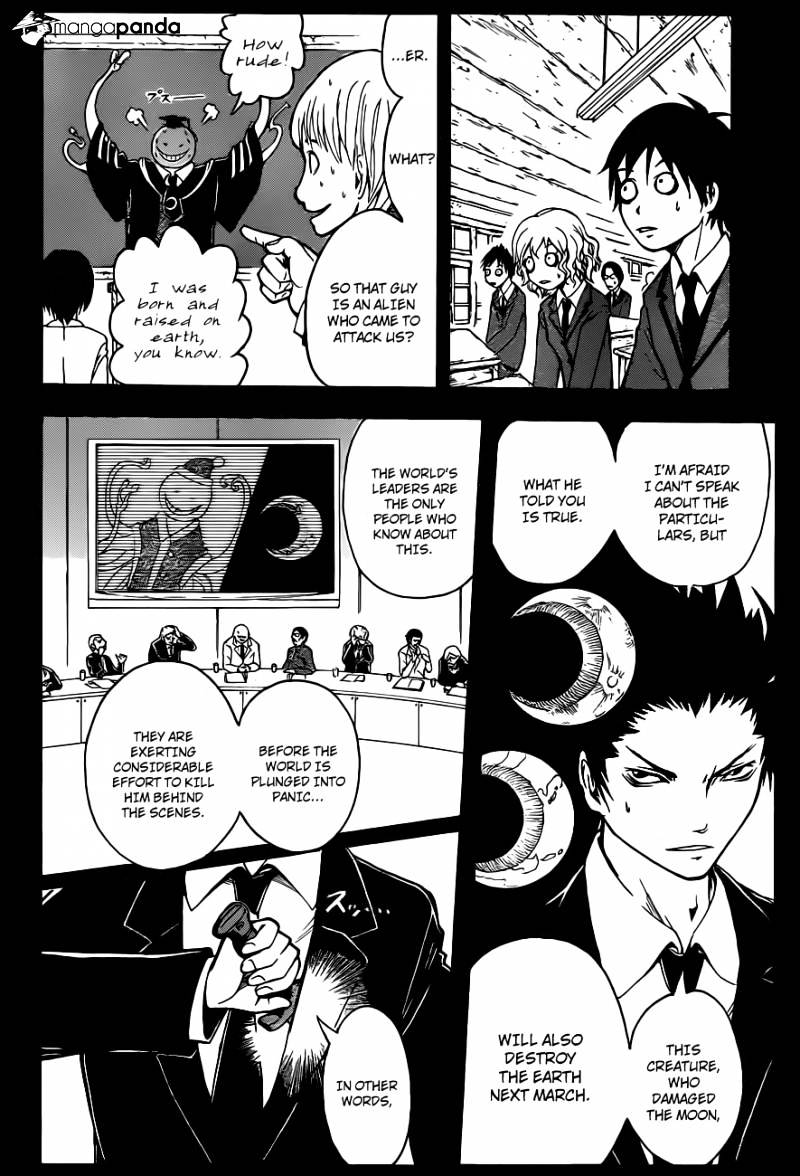 mangapanda
...ER.
WHAT?
SO THAT GUY
IS AN ALIEN
WHO CAME TO
ATTACK US?
How
rude!
プスーー
I was
born and
raised on
earth,
you know.
I'M AFRAID
I CAN'T SPEAK
ABOUT THE
PARTICU-
LARS, BUT
WHAT HE
TOLD YOU
IS TRUE.
THIS
CREATURE,
WHO
DAMAGED
THE MOON,
WILL ALSO
DESTROY
THE EARTH
NEXT MARCH.
THE WORLD'S
LEADERS ARE
THE ONLY
PEOPLE WHO
KNOW ABOUT
THIS.
BEFORE THE
WORLD IS
PLUNGED INTO
PANIC...
THEY ARE
EXERTING
CONSIDERABLE
EFFORT TO KILL
HIM BEHIND
THE SCENES.
スッ...
IN OTHER
WORDS,